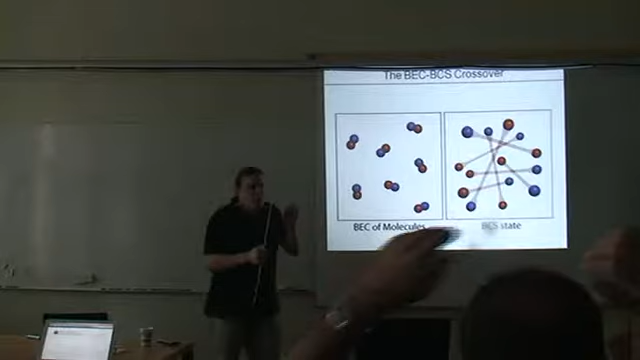 The BEC-BCS Crossover
BEC of Molecules
BCS state